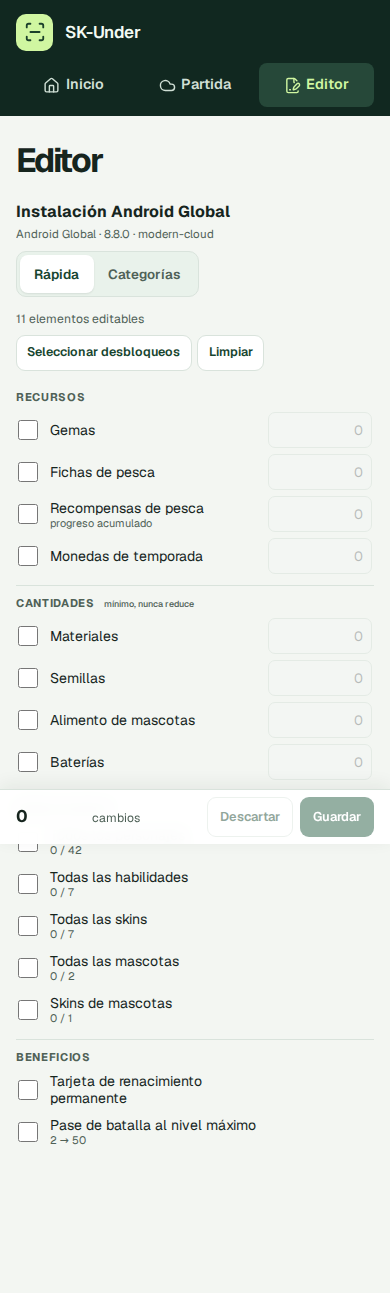 SK-Under
Inicio
Partida
Editor
Editor
Instalación Android Global
Android Global · 8.8.0 · modern-cloud
Rápida
Categorías
11 elementos editables
Seleccionar desbloqueos
Limpiar
RECURSOS
Gemas
0
Fichas de pesca
0
Recompensas de pesca
progreso acumulado
0
Monedas de temporada
0
CANTIDADES mínimo, nunca reduce
Materiales
0
Semillas
0
Alimento de mascotas
0
Baterías
0
0 cambios
Descartar
Guardar
0 / 42
Todas las habilidades
0 / 7
Todas las skins
0 / 7
Todas las mascotas
0 / 2
Skins de mascotas
0 / 1
BENEFICIOS
Tarjeta de renacimiento
permanente
Pase de batalla al nivel máximo
2 → 50